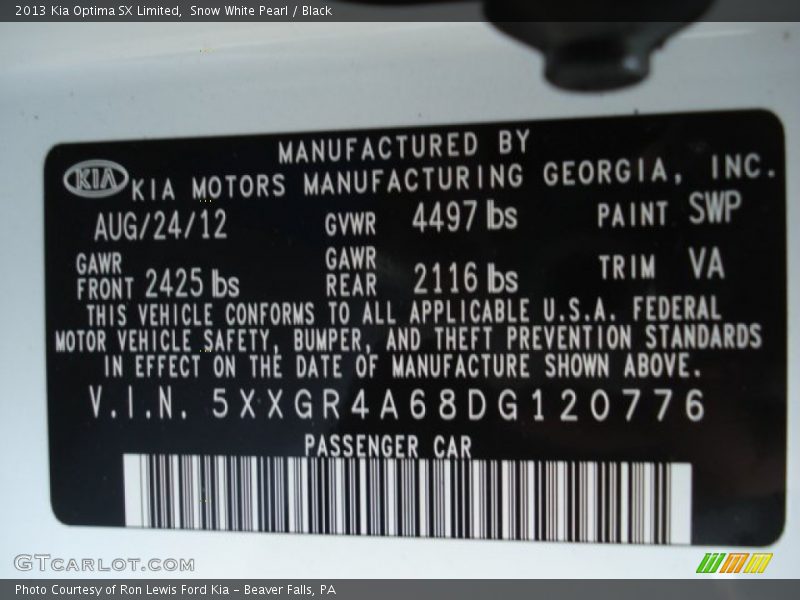 2013 Kia Optima SX Limited, Snow White Pearl / Black
MANUFACTURED BY
KIA KIA MOTORS MANUFACTURING GEORGIA, INC.
AUG/24/12 GVWR 4497 lbs PAINT SWP
GAWR FRONT 2425 lbs GAWR REAR 2116 lbs TRIM VA
THIS VEHICLE CONFORMS TO ALL APPLICABLE U.S.A. FEDERAL
MOTOR VEHICLE SAFETY, BUMPER, AND THEFT PREVENTION STANDARDS
IN EFFECT ON THE DATE OF MANUFACTURE SHOWN ABOVE.
V.I.N. 5XXGR4A68DG120776
PASSENGER CAR
GTCARLOT.COM
Photo Courtesy of Ron Lewis Ford Kia - Beaver Falls, PA